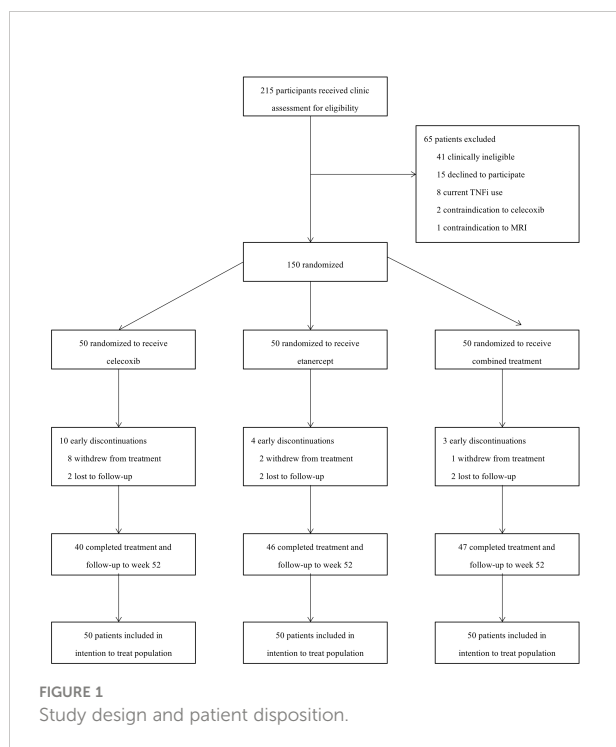 215 participants received clinic
assessment for eligibility
65 patients excluded
41 clinically ineligible
15 declined to participate
8 current TNFi use
2 contraindication to celecoxib
1 contraindication to MRI
150 randomized
50 randomized to receive
celecoxib
50 randomized to receive
etanercept
50 randomized to receive
combined treatment
10 early discontinuations
8 withdrew from treatment
2 lost to follow-up
4 early discontinuations
2 withdrew from treatment
2 lost to follow-up
3 early discontinuations
1 withdrew from treatment
2 lost to follow-up
40 completed treatment and
follow-up to week 52
46 completed treatment and
follow-up to week 52
47 completed treatment and
follow-up to week 52
50 patients included in
intention to treat population
50 patients included in
intention to treat population
50 patients included in
intention to treat population
FIGURE 1
Study design and patient disposition.